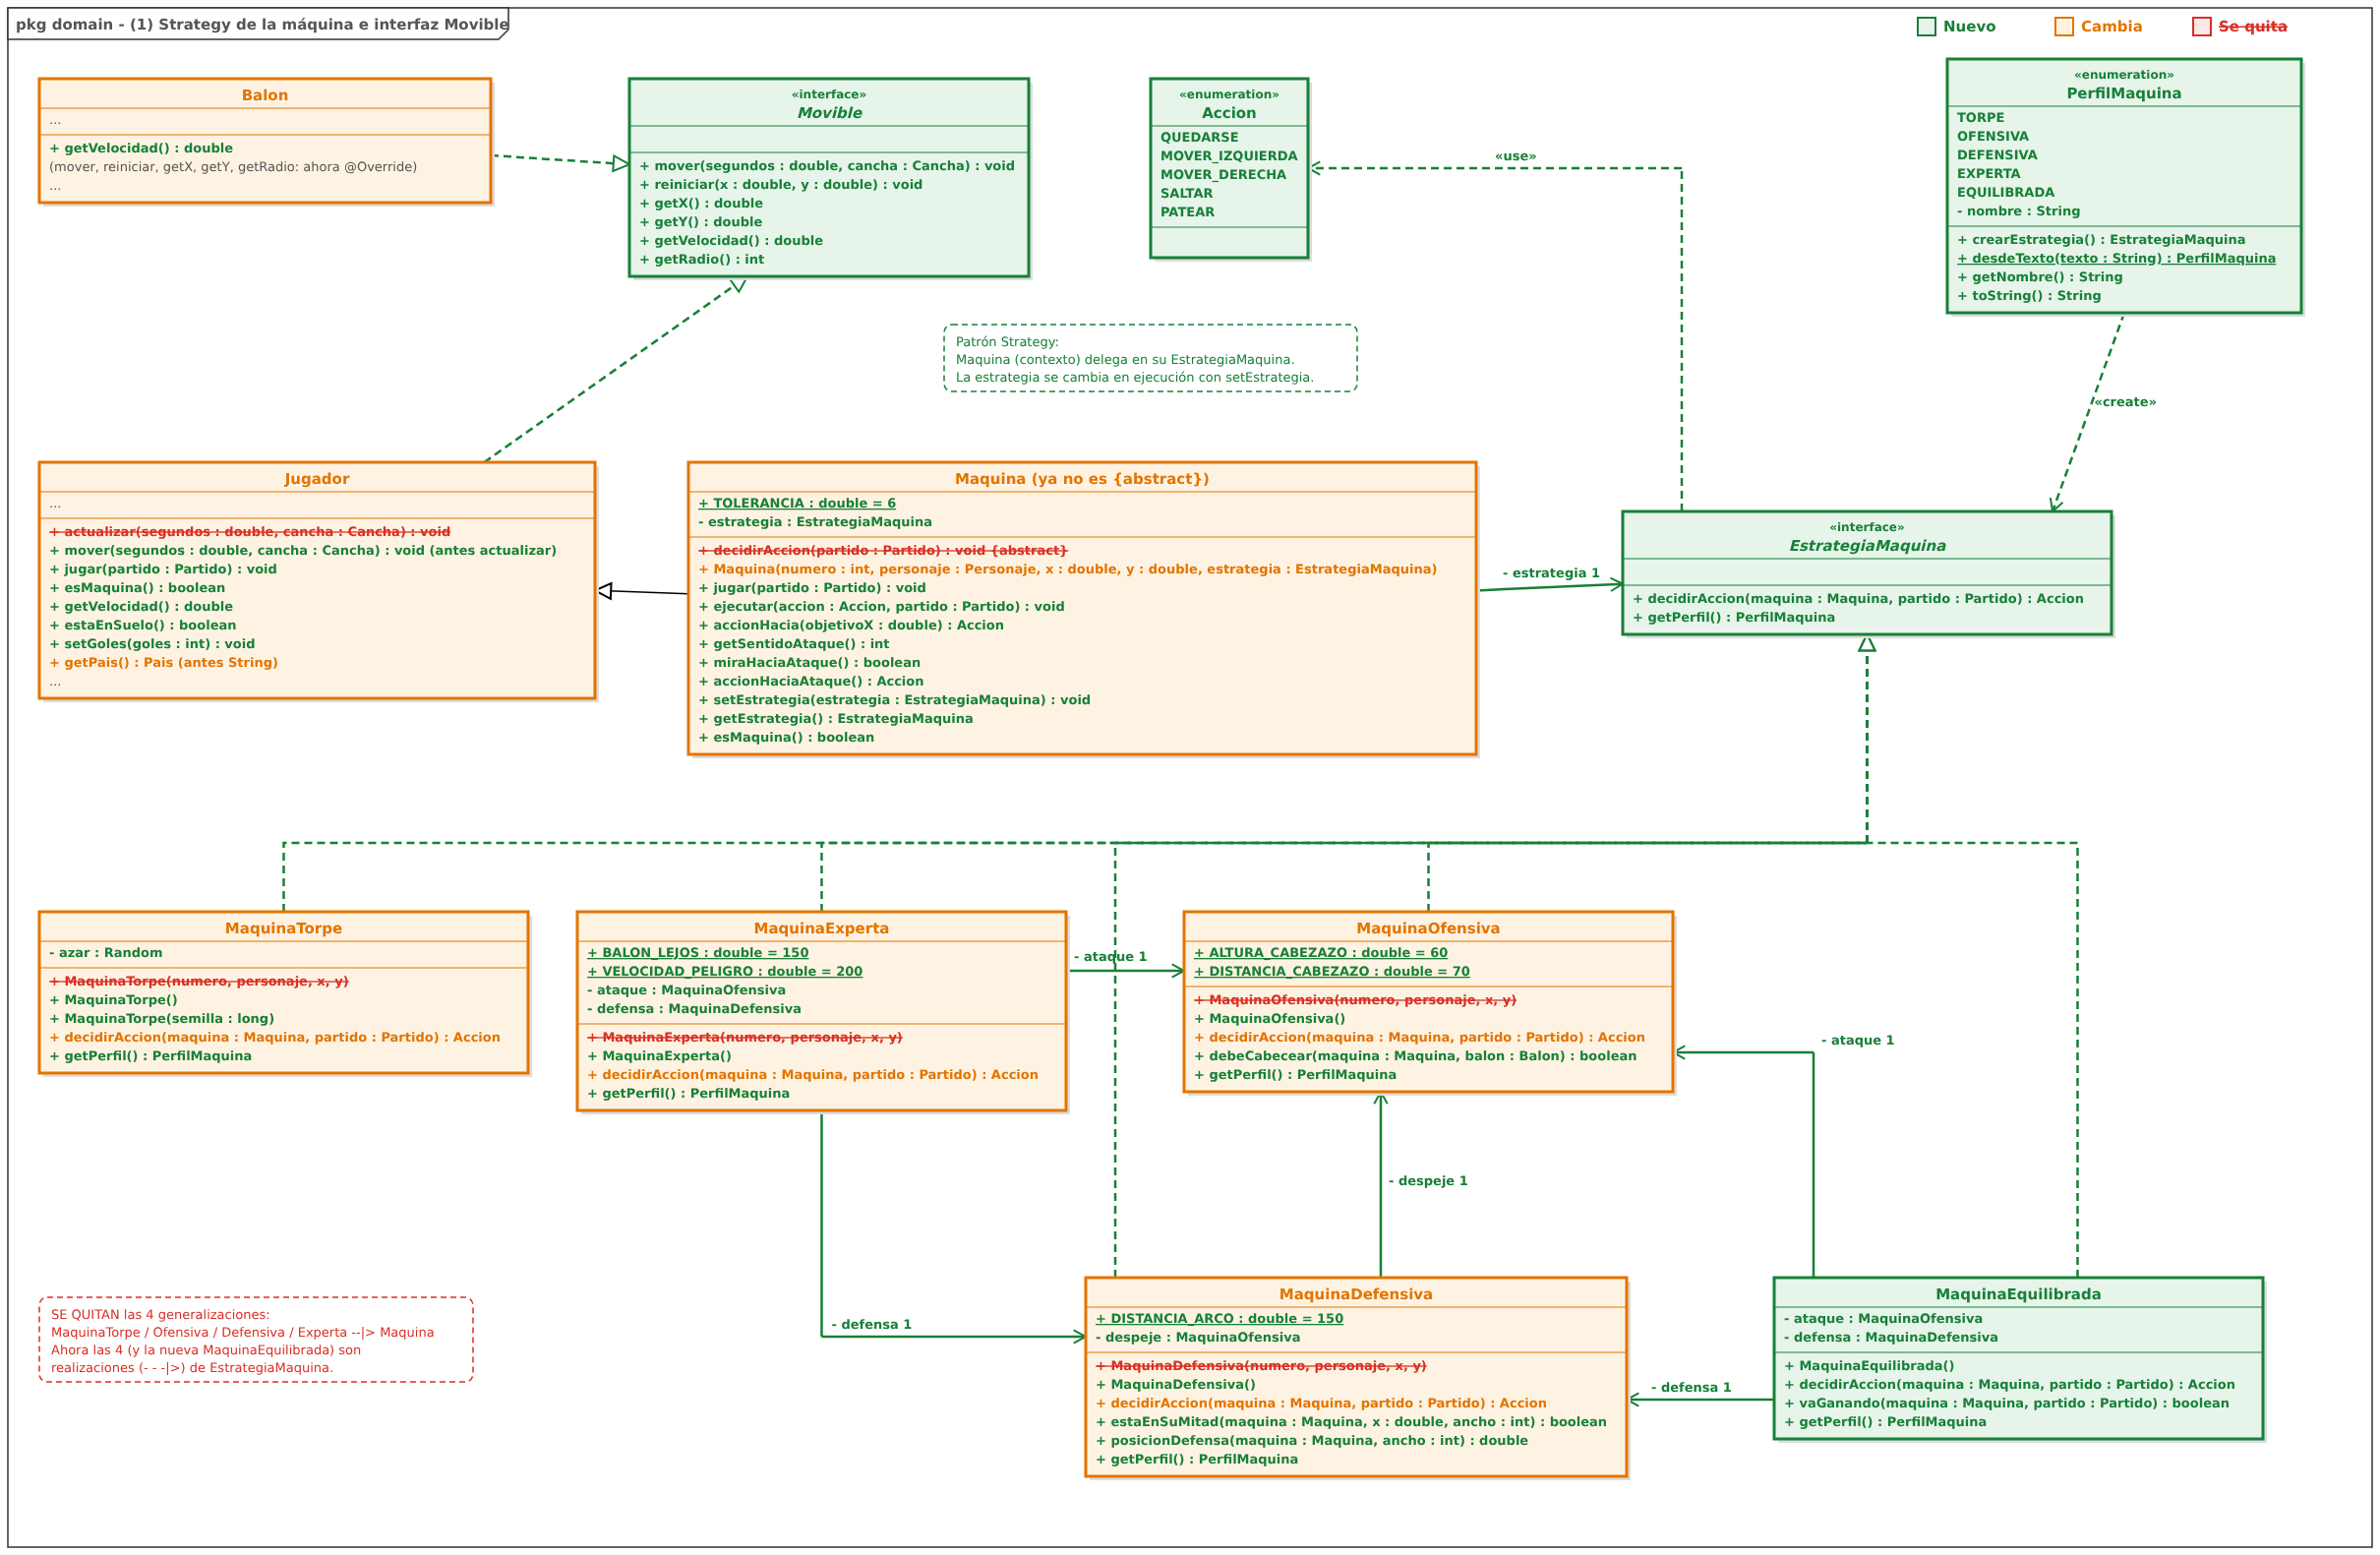 pkg domain - (1) Strategy de la máquina e interfaz Movible
Nuevo
Cambia
Se quita
Balon
...
+ getVelocidad() : double
(mover, reiniciar, getX, getY, getRadio: ahora @Override)
...
«interface»
Movible
+ mover(segundos : double, cancha : Cancha) : void
+ reiniciar(x : double, y : double) : void
+ getX() : double
+ getY() : double
+ getVelocidad() : double
+ getRadio() : int
«enumeration»
Accion
QUEDARSE
MOVER_IZQUIERDA
MOVER_DERECHA
SALTAR
PATEAR
«use»
«enumeration»
PerfilMaquina
TORPE
OFENSIVA
DEFENSIVA
EXPERTA
EQUILIBRADA
- nombre : String
+ crearEstrategia() : EstrategiaMaquina
+ desdeTexto(texto : String) : PerfilMaquina
+ getNombre() : String
+ toString() : String
Patrón Strategy:
Maquina (contexto) delega en su EstrategiaMaquina.
La estrategia se cambia en ejecución con setEstrategia.
«create»
Jugador
...
+ actualizar(segundos : double, cancha : Cancha) : void
+ mover(segundos : double, cancha : Cancha) : void (antes actualizar)
+ jugar(partido : Partido) : void
+ esMaquina() : boolean
+ getVelocidad() : double
+ estaEnSuelo() : boolean
+ setGoles(goles : int) : void
+ getPais() : Pais (antes String)
...
Maquina (ya no es {abstract})
+ TOLERANCIA : double = 6
- estrategia : EstrategiaMaquina
+ decidirAccion(partido : Partido) : void {abstract}
+ Maquina(numero : int, personaje : Personaje, x : double, y : double, estrategia : EstrategiaMaquina)
+ jugar(partido : Partido) : void
+ ejecutar(accion : Accion, partido : Partido) : void
+ accionHacia(objetivoX : double) : Accion
+ getSentidoAtaque() : int
+ miraHaciaAtaque() : boolean
+ accionHaciaAtaque() : Accion
+ setEstrategia(estrategia : EstrategiaMaquina) : void
+ getEstrategia() : EstrategiaMaquina
+ esMaquina() : boolean
- estrategia 1
«interface»
EstrategiaMaquina
+ decidirAccion(maquina : Maquina, partido : Partido) : Accion
+ getPerfil() : PerfilMaquina
MaquinaTorpe
- azar : Random
+ MaquinaTorpe(numero, personaje, x, y)
+ MaquinaTorpe()
+ MaquinaTorpe(semilla : long)
+ decidirAccion(maquina : Maquina, partido : Partido) : Accion
+ getPerfil() : PerfilMaquina
MaquinaExperta
+ BALON_LEJOS : double = 150
+ VELOCIDAD_PELIGRO : double = 200
- ataque : MaquinaOfensiva
- defensa : MaquinaDefensiva
+ MaquinaExperta(numero, personaje, x, y)
+ MaquinaExperta()
+ decidirAccion(maquina : Maquina, partido : Partido) : Accion
+ getPerfil() : PerfilMaquina
- ataque 1
MaquinaOfensiva
+ ALTURA_CABEZAZO : double = 60
+ DISTANCIA_CABEZAZO : double = 70
+ MaquinaOfensiva(numero, personaje, x, y)
+ MaquinaOfensiva()
+ decidirAccion(maquina : Maquina, partido : Partido) : Accion
+ debeCabecear(maquina : Maquina, balon : Balon) : boolean
+ getPerfil() : PerfilMaquina
- ataque 1
- despeje 1
- defensa 1
SE QUITAN las 4 generalizaciones:
MaquinaTorpe / Ofensiva / Defensiva / Experta --|> Maquina
Ahora las 4 (y la nueva MaquinaEquilibrada) son
realizaciones (- - -|>) de EstrategiaMaquina.
MaquinaDefensiva
+ DISTANCIA_ARCO : double = 150
- despeje : MaquinaOfensiva
+ MaquinaDefensiva(numero, personaje, x, y)
+ MaquinaDefensiva()
+ decidirAccion(maquina : Maquina, partido : Partido) : Accion
+ estaEnSuMitad(maquina : Maquina, x : double, ancho : int) : boolean
+ posicionDefensa(maquina : Maquina, ancho : int) : double
+ getPerfil() : PerfilMaquina
- defensa 1
MaquinaEquilibrada
- ataque : MaquinaOfensiva
- defensa : MaquinaDefensiva
+ MaquinaEquilibrada()
+ decidirAccion(maquina : Maquina, partido : Partido) : Accion
+ vaGanando(maquina : Maquina, partido : Partido) : boolean
+ getPerfil() : PerfilMaquina